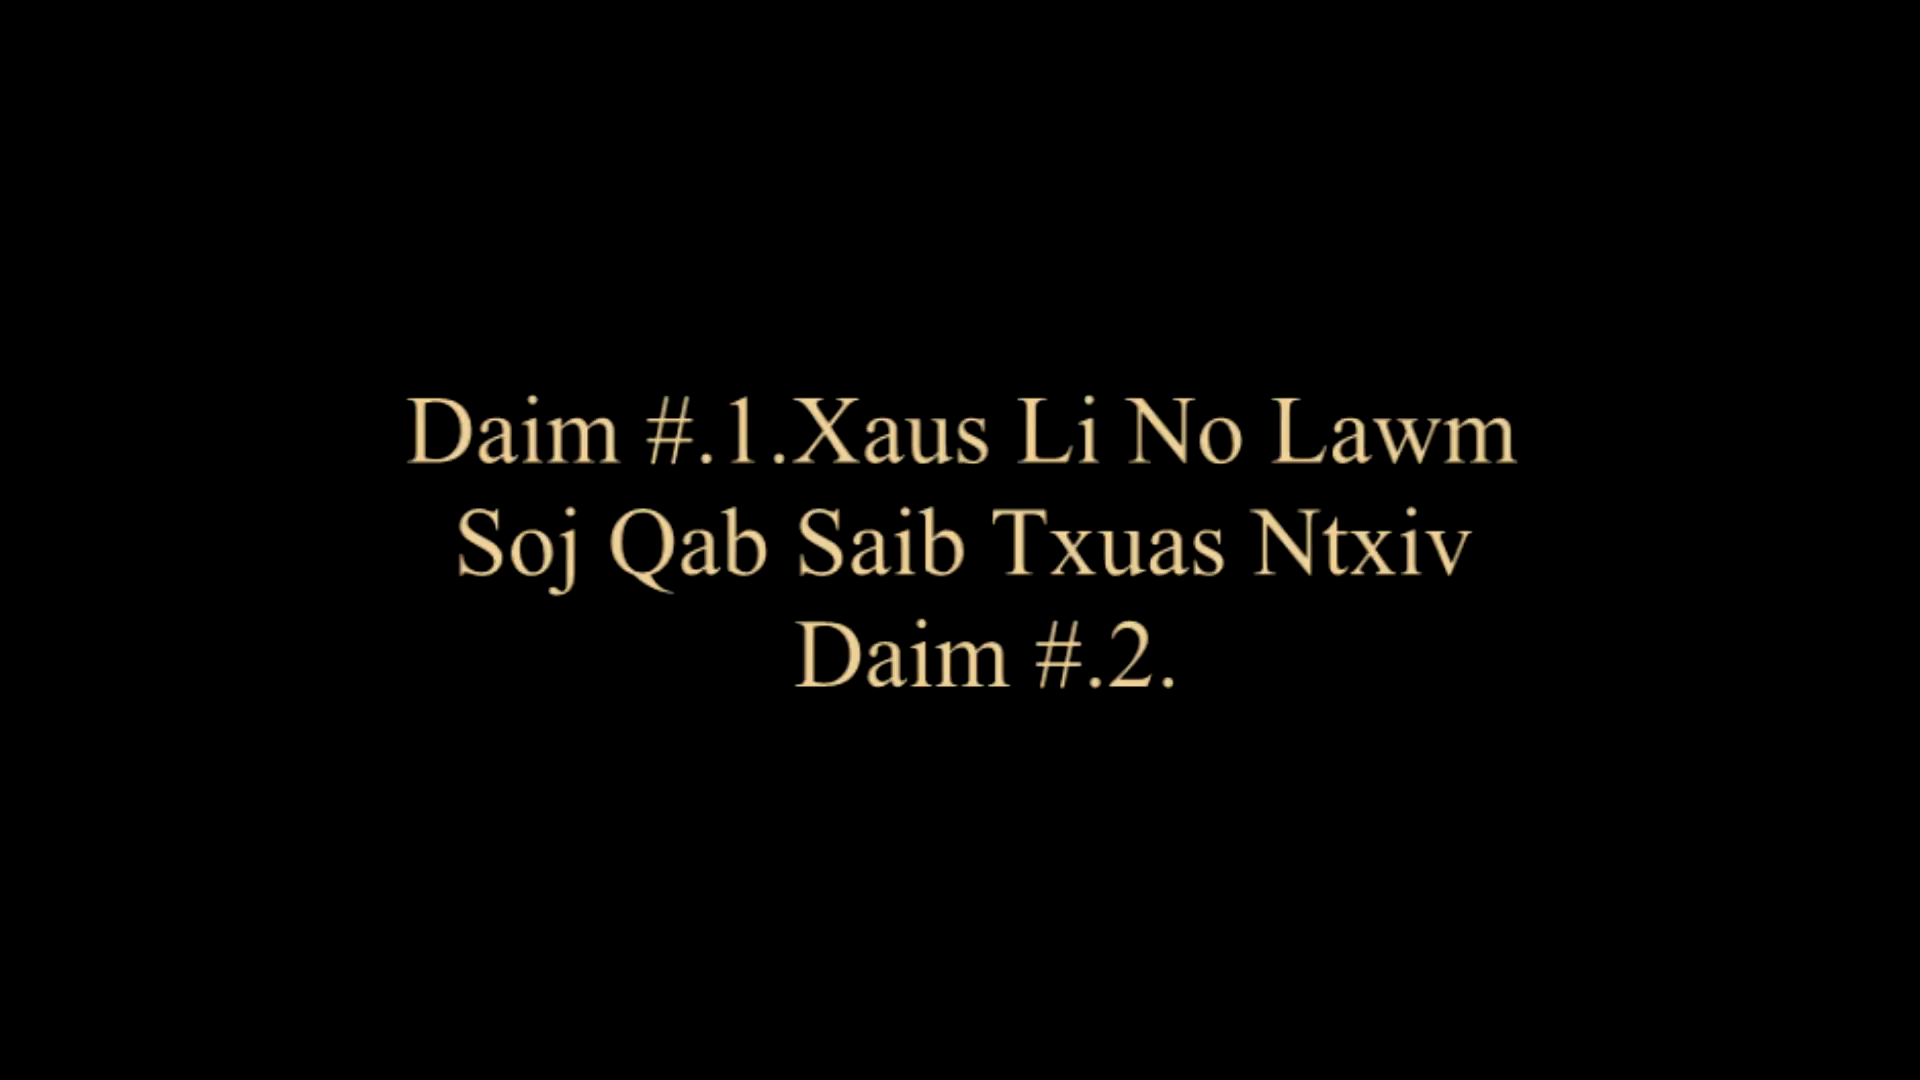 Daim #.1.Xaus Li No Lawm
Soj Qab Saib Txuas Ntxiv
Daim #.2.